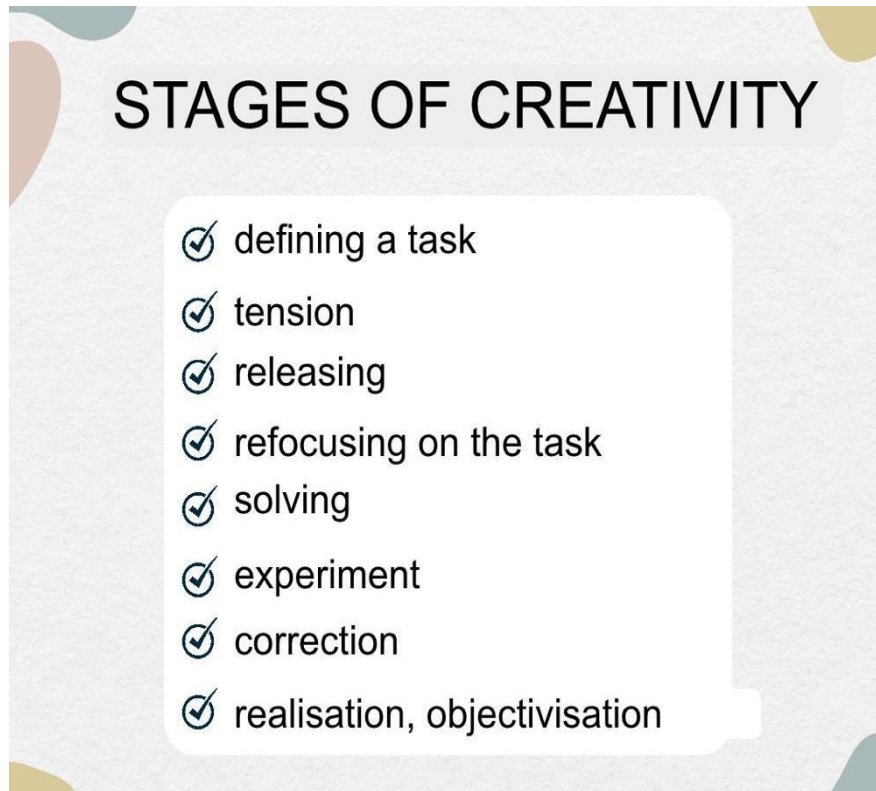 STAGES OF CREATIVITY
defining a task
tension
releasing
refocusing on the task
solving
experiment
correction
realisation, objectivisation